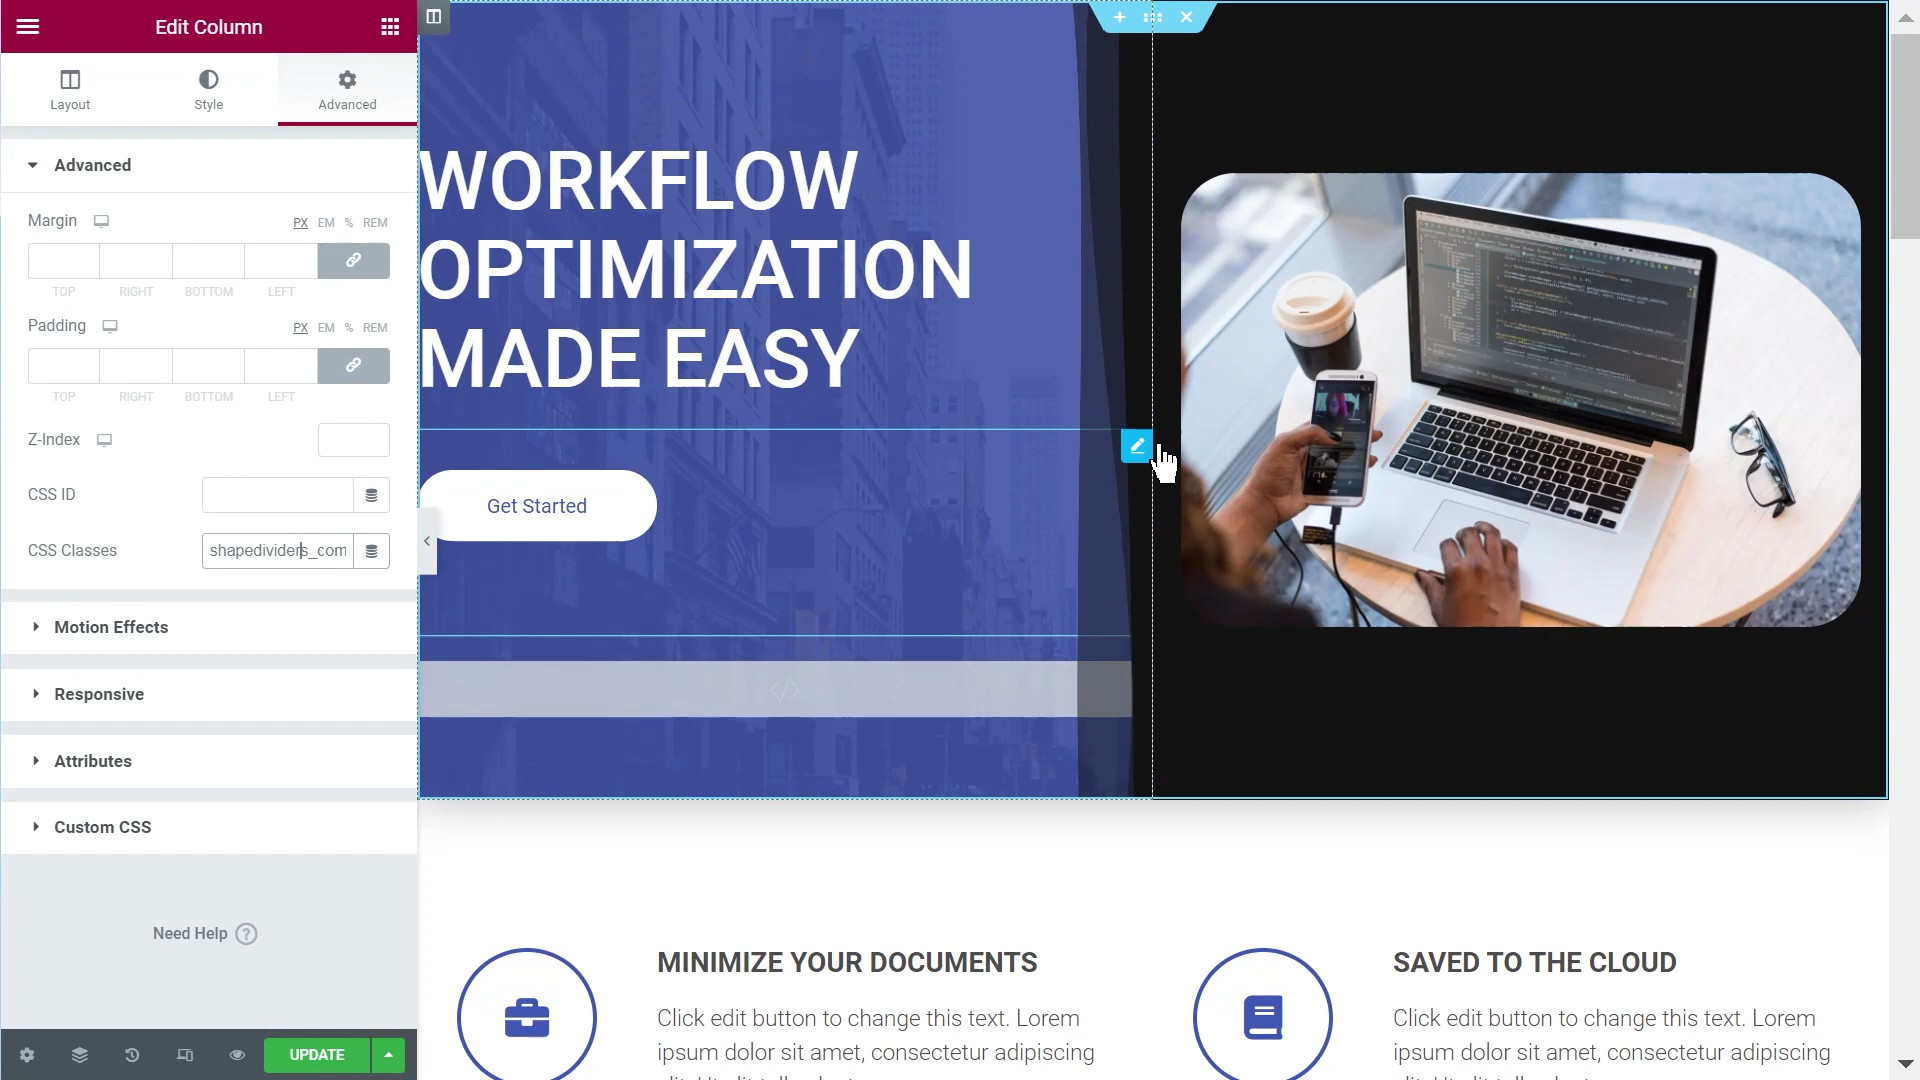 Edit Column
Layout
Style
Advanced
Advanced
Margin
PX EM % REM
TOP RIGHT BOTTOM LEFT
Padding
PX EM % REM
TOP RIGHT BOTTOM LEFT
Z-Index
CSS ID
CSS Classes
shapedividers_com
Motion Effects
Responsive
Attributes
Custom CSS
Need Help ?
UPDATE
WORKFLOW
OPTIMIZATION
MADE EASY
Get Started
MINIMIZE YOUR DOCUMENTS
Click edit button to change this text. Lorem
ipsum dolor sit amet, consectetur adipiscing
SAVED TO THE CLOUD
Click edit button to change this text. Lorem
ipsum dolor sit amet, consectetur adipiscing